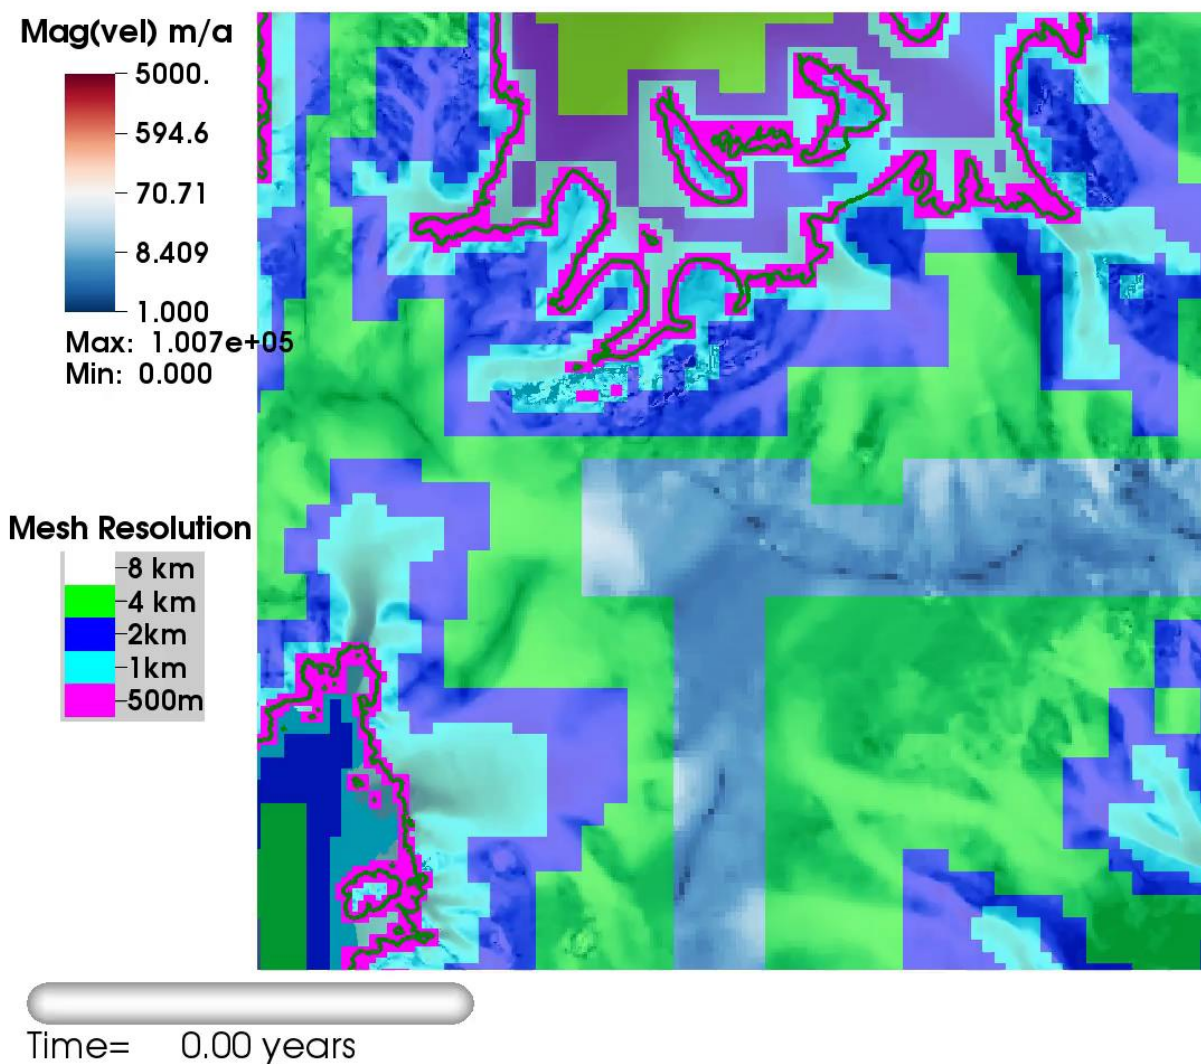 Mag(vel) m/a
5000.
594.6
70.71
8.409
1.000
Max: 1.007e+05
Min: 0.000
Mesh Resolution
8 km
4 km
2km
1km
500m
Time= 0.00 years